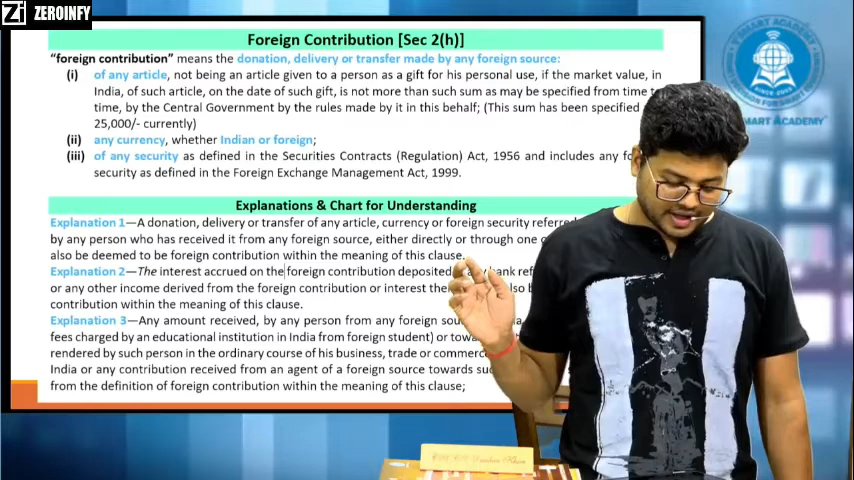 Zi ZEROINFY
Foreign Contribution [Sec 2(h)]
“foreign contribution” means the donation, delivery or transfer made by any foreign source:
(i) of any article, not being an article given to a person as a gift for his personal use, if the market value, in
India, of such article, on the date of such gift, is not more than such sum as may be specified from time to
time, by the Central Government by the rules made by it in this behalf; (This sum has been specified
25,000/- currently)
(ii) any currency, whether Indian or foreign;
(iii) of any security as defined in the Securities Contracts (Regulation) Act, 1956 and includes any
security as defined in the Foreign Exchange Management Act, 1999.
Explanations & Chart for Understanding
Explanation 1—A donation, delivery or transfer of any article, currency or foreign security
by any person who has received it from any foreign source, either directly or through one
also be deemed to be foreign contribution within the meaning of this clause.
Explanation 2—The interest accrued on the foreign contribution deposited bank
or any other income derived from the foreign contribution or interest also
contribution within the meaning of this clause.
Explanation 3—Any amount received, by any person from any foreign
fees charged by an educational institution in India from foreign student) or
rendered by such person in the ordinary course of his business, trade or
India or any contribution received from an agent of a foreign source towards
from the definition of foreign contribution within the meaning of this clause;
SMART ACADEMY